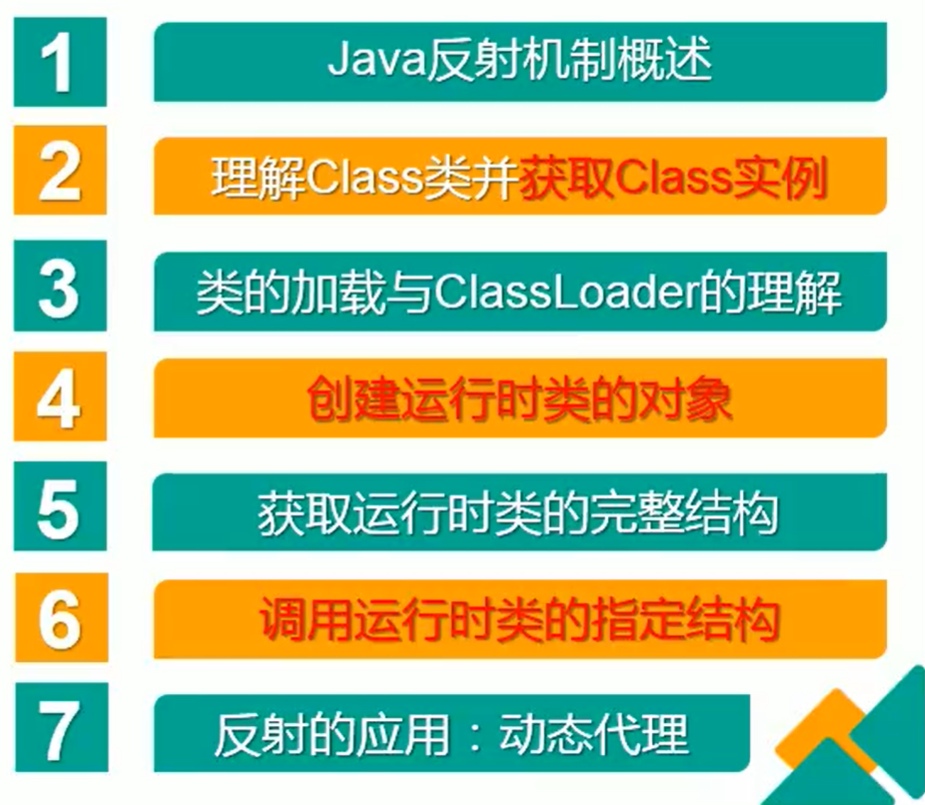 1 Java反射机制概述
2 理解Class类并获取Class实例
3 类的加载与ClassLoader的理解
4 创建运行时类的对象
5 获取运行时类的完整结构
6 调用运行时类的指定结构
7 反射的应用：动态代理